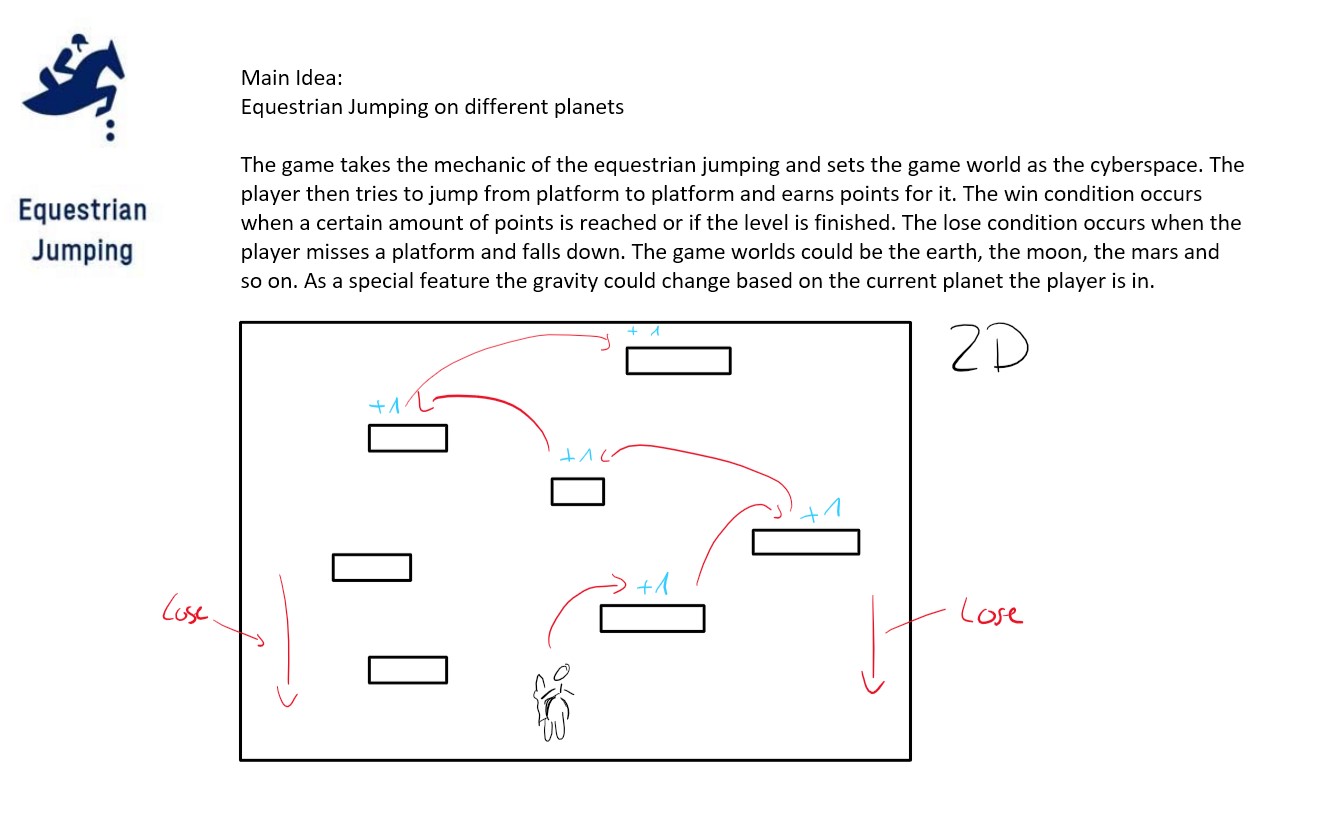 Equestrian
Jumping
Main Idea:
Equestrian Jumping on different planets
The game takes the mechanic of the equestrian jumping and sets the game world as the cyberspace. The
player then tries to jump from platform to platform and earns points for it. The win condition occurs
when a certain amount of points is reached or if the level is finished. The lose condition occurs when the
player misses a platform and falls down. The game worlds could be the earth, the moon, the mars and
so on. As a special feature the gravity could change based on the current planet the player is in.
2D
+1
+1
+1
+1
+1
Lose
Lose